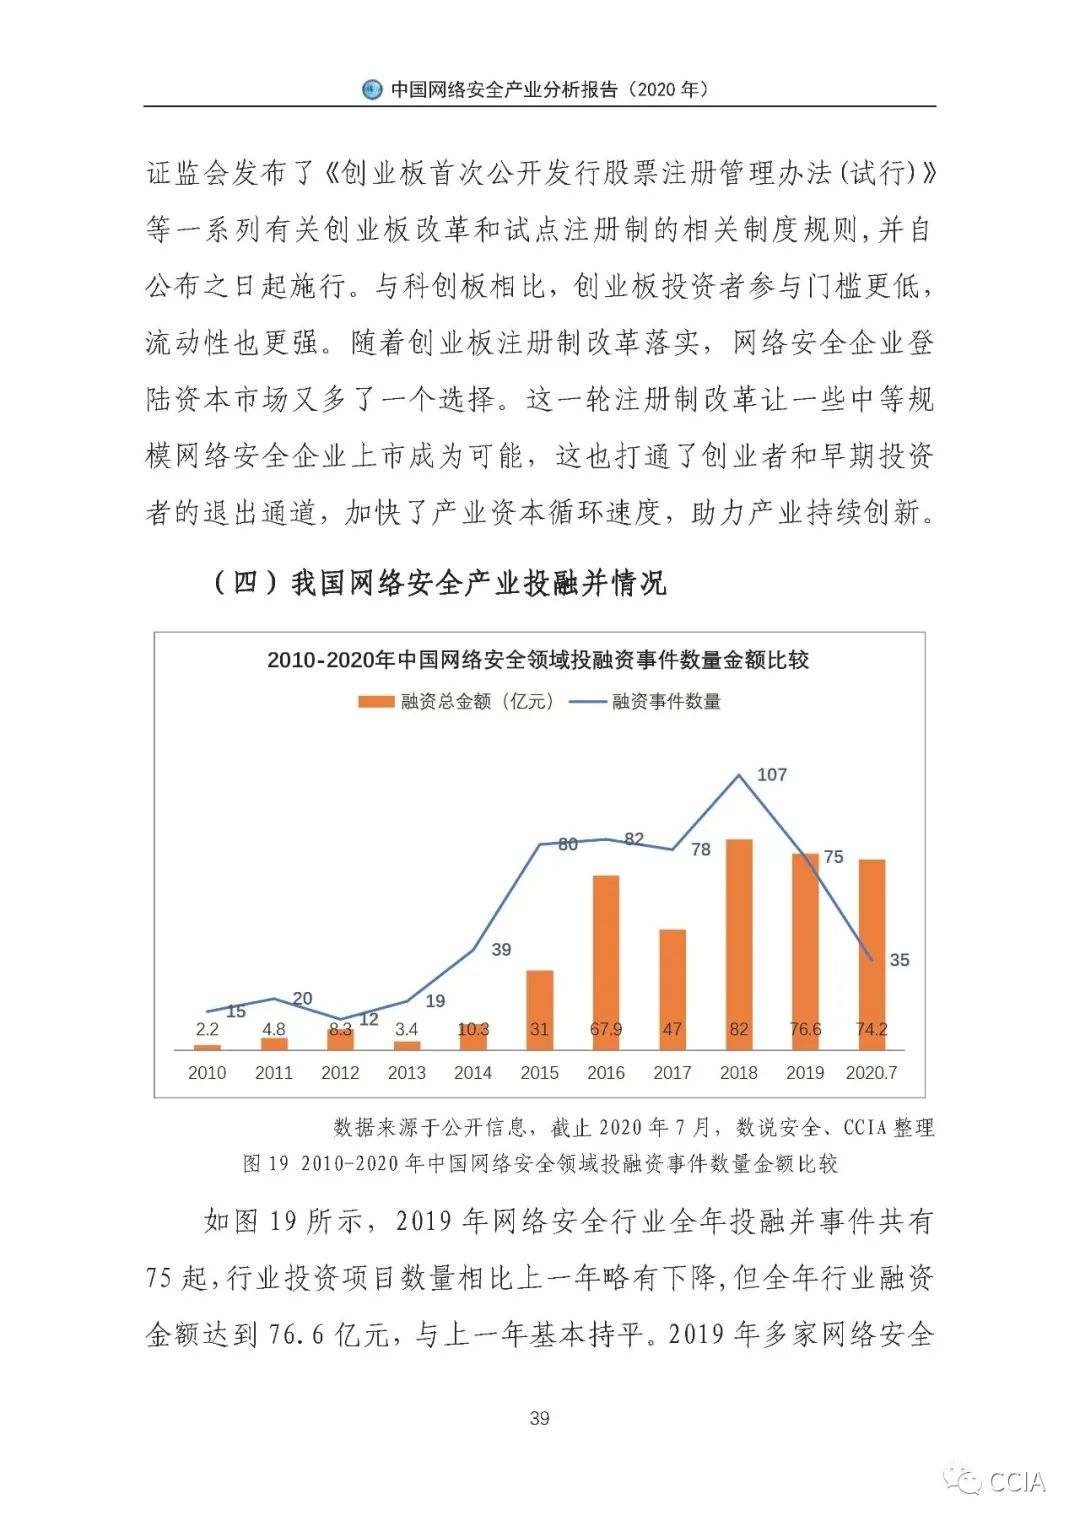 中国网络安全产业分析报告（2020 年）
证监会发布了《创业板首次公开发行股票注册管理办法(试行)》
等一系列有关创业板改革和试点注册制的相关制度规则,并自
公布之日起施行。与科创板相比，创业板投资者参与门槛更低，
流动性也更强。随着创业板注册制改革落实，网络安全企业登
陆资本市场又多了一个选择。这一轮注册制改革让一些中等规
模网络安全企业上市成为可能，这也打通了创业者和早期投资
者的退出通道，加快了产业资本循环速度，助力产业持续创新。
（四）我国网络安全产业投融并情况
2010-2020年中国网络安全领域投融资事件数量金额比较
融资总金额（亿元） 融资事件数量
107
80 82 78 75
39 35
15 20 12 19
2.2 4.8 8.3 3.4 10.3 31 67.9 47 82 76.6 74.2
2010 2011 2012 2013 2014 2015 2016 2017 2018 2019 2020.7
数据来源于公开信息，截止 2020 年 7 月，数说安全、CCIA 整理
图 19 2010-2020 年中国网络安全领域投融资事件数量金额比较
如图 19 所示，2019 年网络安全行业全年投融并事件共有
75 起,行业投资项目数量相比上一年略有下降,但全年行业融资
金额达到 76.6 亿元，与上一年基本持平。2019 年多家网络安全
39
CCIA